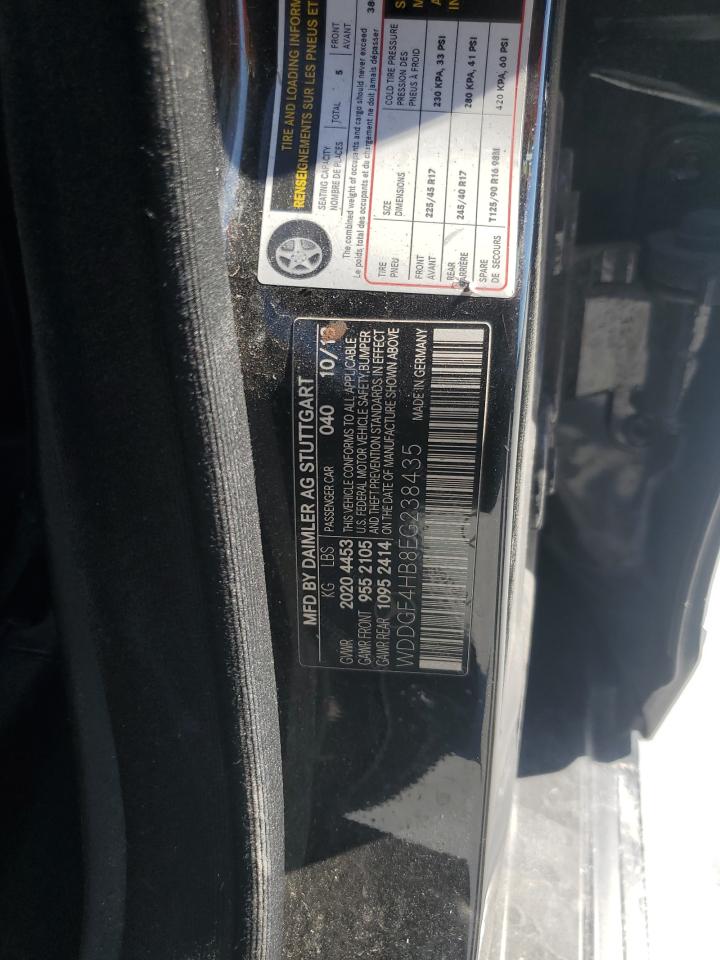 TIRE AND LOADING INFORM
RENSEIGNEMENTS SUR LES PNEUS ET
SEATING CAPACITY TOTAL 5 FRONT
NOMBRE DE PLACES AVANT
The combined weight of occupants and cargo should never exceed 38
Le poids total des occupants et du chargement ne doit jamais dépasser
TIRE SIZE COLD TIRE PRESSURE
PNEU DIMENSIONS PRESSION DES
PNEUS À FROID
FRONT 225/45 R17 230 KPA, 33 PSI
AVANT
REAR 245/40 R17 280 KPA, 41 PSI
ARRIÈRE
SPARE T125/90 R16 98M 420 KPA, 60 PSI
DE SECOURS
MFD BY DAIMLER AG STUTTGART 040 10/
KG LBS PASSENGER CAR
GVWR 2020 4453 THIS VEHICLE CONFORMS TO ALL APPLICABLE
U.S. FEDERAL MOTOR VEHICLE SAFETY, BUMPER
GAWR FRONT 955 2105 AND THEFT PREVENTION STANDARDS IN EFFECT
GAWR REAR 1095 2414 ON THE DATE OF MANUFACTURE SHOWN ABOVE
WDDGF4HB8EG238435 MADE IN GERMANY